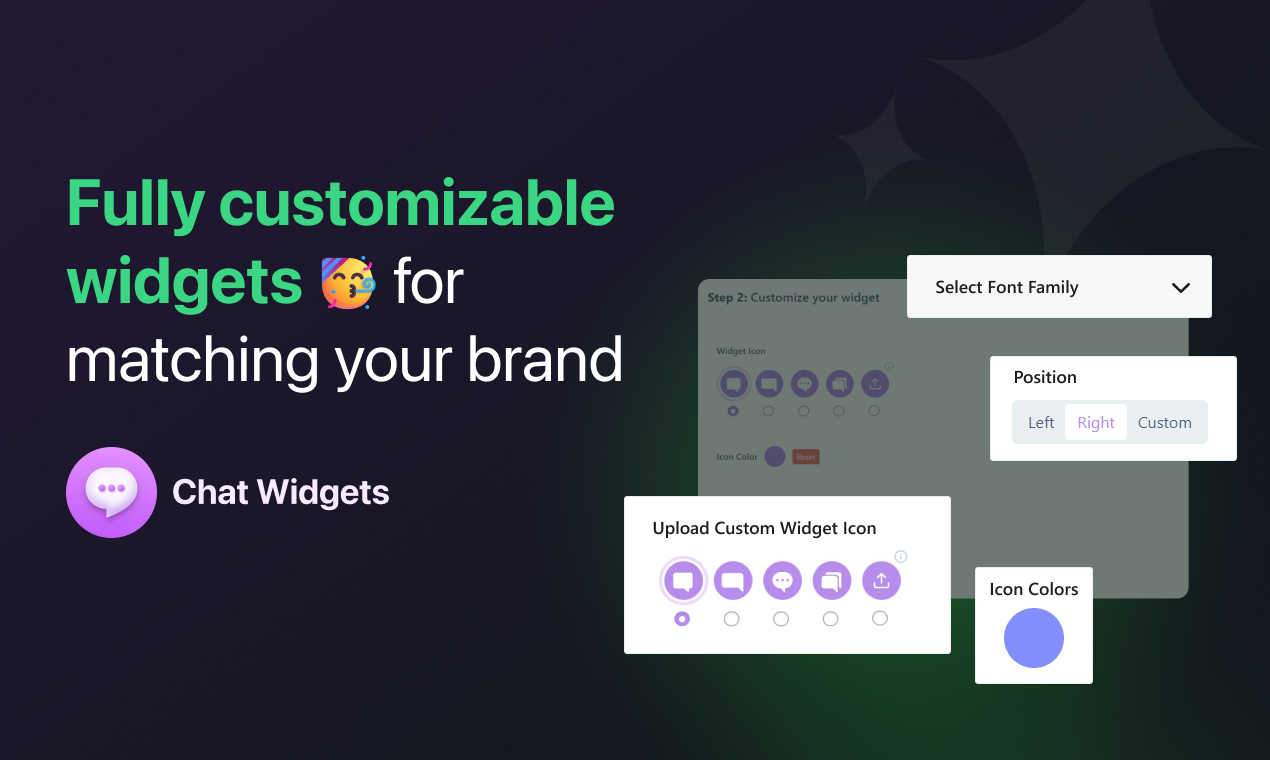 Fully customizable
widgets 🥳 for
matching your brand
Chat Widgets
Step 2: Customize your widget
Widget Icon
Icon Color
Reset
Select Font Family
Position
Left Right Custom
Upload Custom Widget Icon
Icon Colors